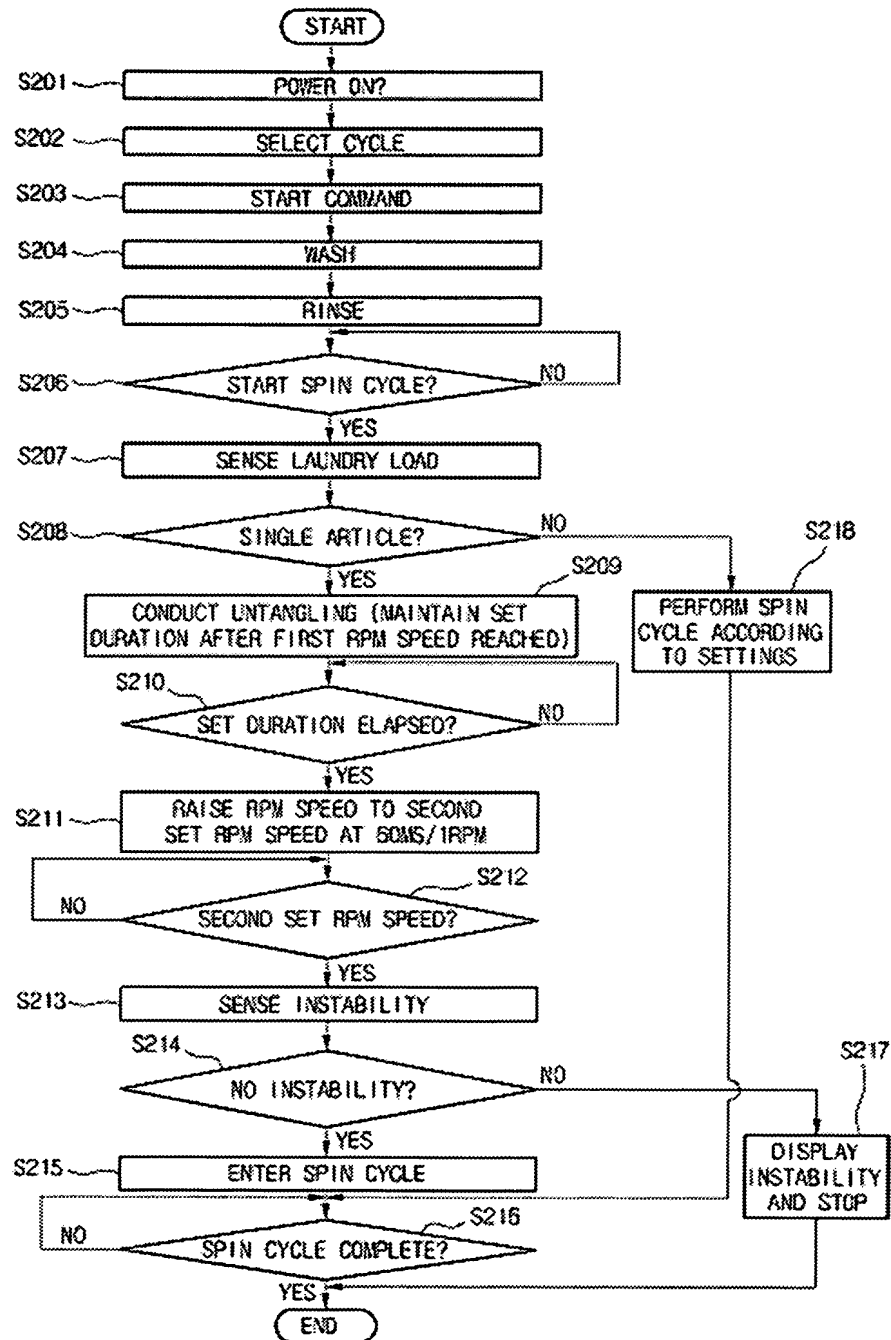 START
S201
POWER ON?
S202
SELECT CYCLE
S203
START COMMAND
S204
WASH
S205
RINSE
S206
START SPIN CYCLE?
NO
YES
S207
SENSE LAUNDRY LOAD
S208
SINGLE ARTICLE?
NO
S218
YES
S209
CONDUCT UNTANGLING (MAINTAIN SET
DURATION AFTER FIRST RPM SPEED REACHED)
PERFORM SPIN
CYCLE ACCORDING
TO SETTINGS
S210
SET DURATION ELAPSED?
NO
YES
S211
RAISE RPM SPEED TO SECOND
SET RPM SPEED AT 60MS/1RPM
S212
SECOND SET RPM SPEED?
NO
YES
S213
SENSE INSTABILITY
S214
NO INSTABILITY?
NO
S217
YES
S215
ENTER SPIN CYCLE
DISPLAY
INSTABILITY
AND STOP
S216
SPIN CYCLE COMPLETE?
NO
YES
END